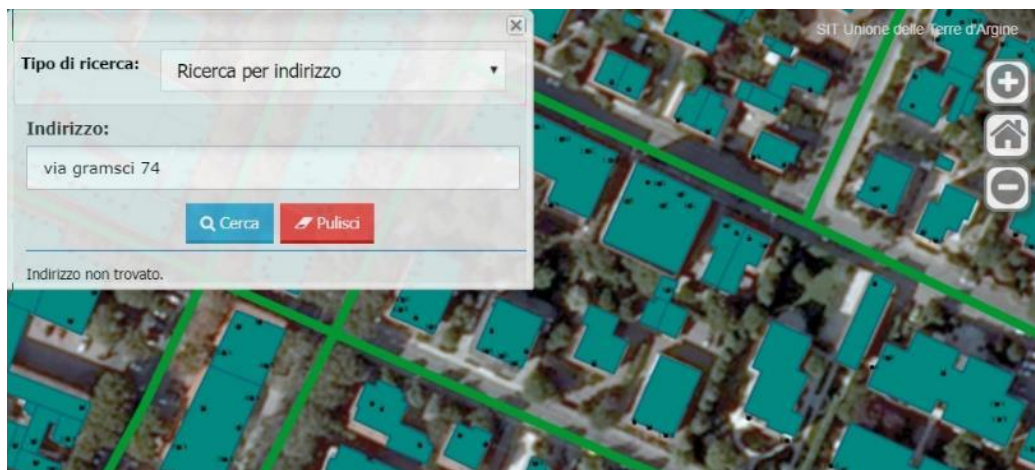 SIT Unione delle Terre d'Argine
Tipo di ricerca:
Ricerca per indirizzo
Indirizzo:
via gramsci 74
Cerca
Pulisci
Indirizzo non trovato.